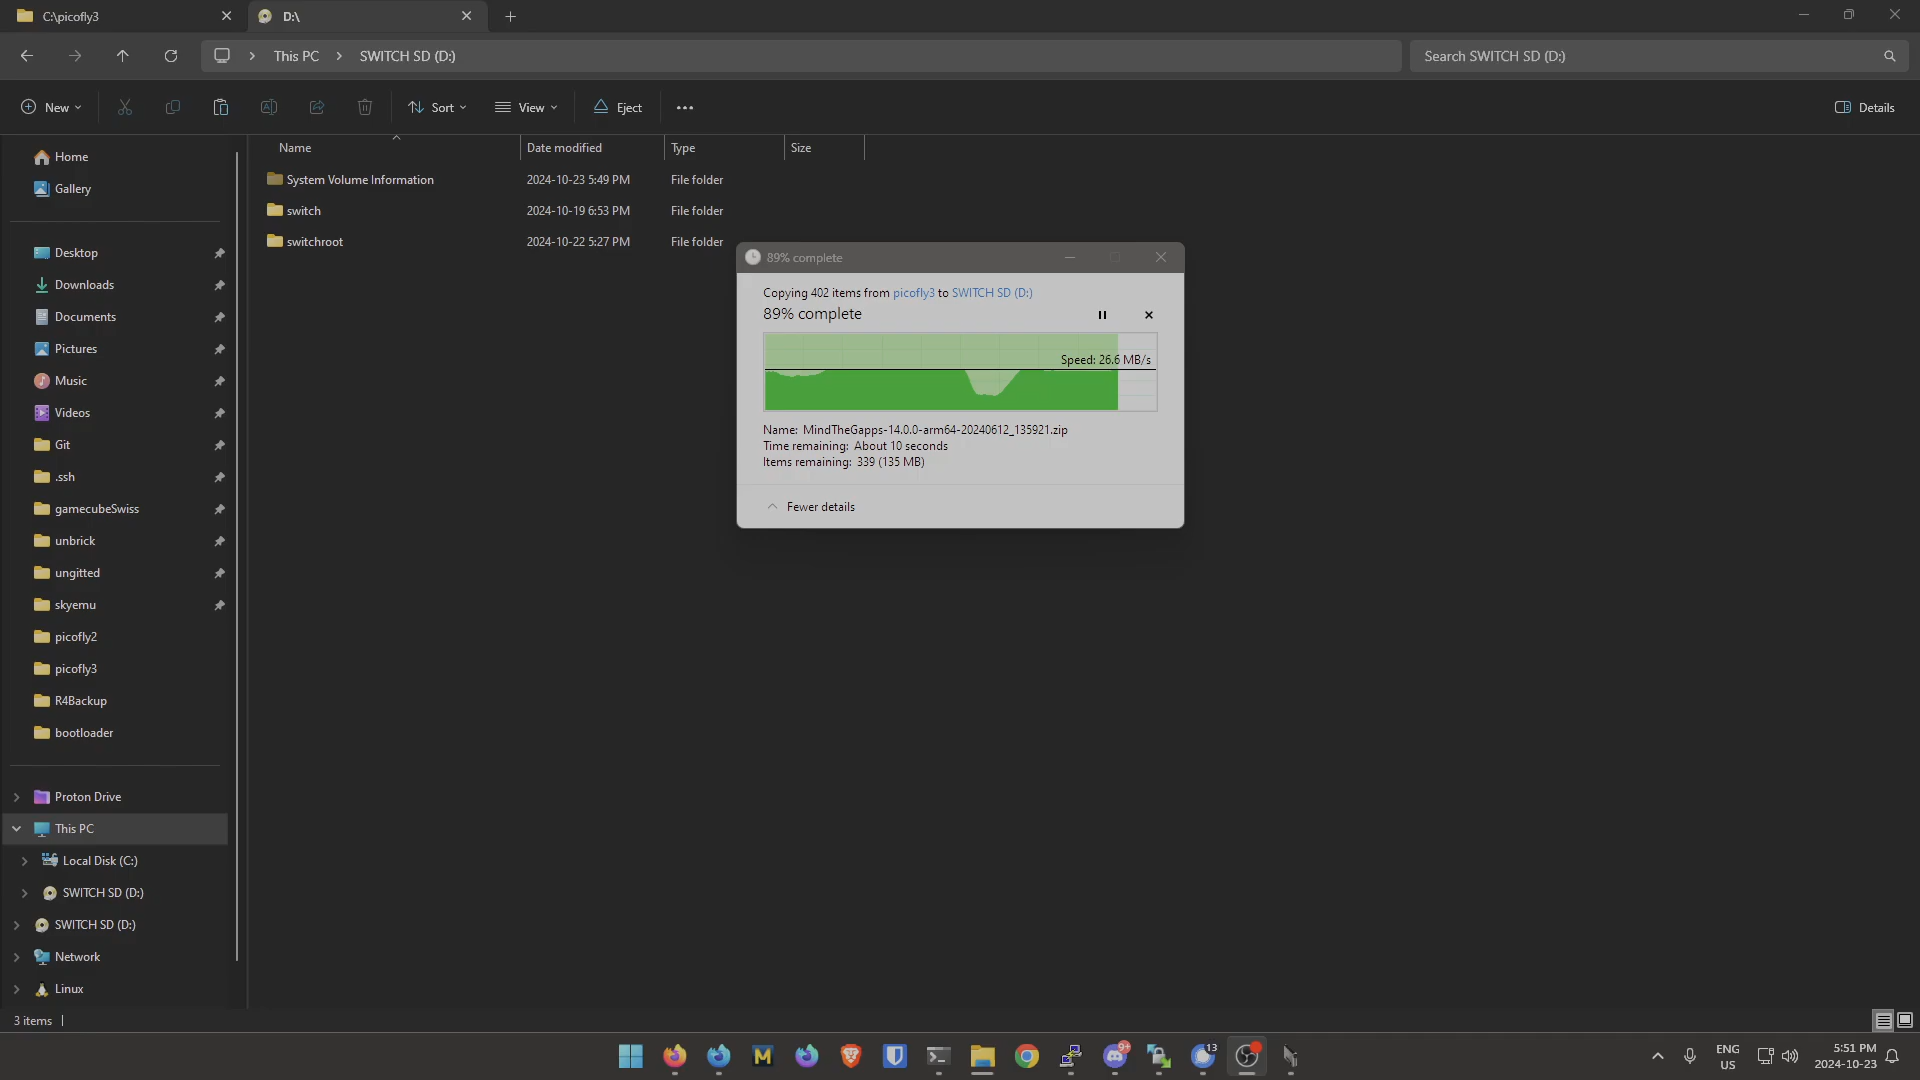 C:\picofly3
D:\
This PC
SWITCH SD (D:)
Search SWITCH SD (D:)
New
Sort
View
Eject
Details
Name
Date modified
Type
Size
System Volume Information
2024-10-23 5:49 PM
File folder
switch
2024-10-19 6:53 PM
File folder
switchroot
2024-10-22 5:27 PM
File folder
Home
Gallery
Desktop
Downloads
Documents
Pictures
Music
Videos
Git
.ssh
gamecubeSwiss
unbrick
ungitted
skyemu
picofly2
picofly3
R4Backup
bootloader
Proton Drive
This PC
Local Disk (C:)
SWITCH SD (D:)
SWITCH SD (D:)
Network
Linux
3 items
89% complete
Copying 402 items from picofly3 to SWITCH SD (D:)
89% complete
Speed: 26.6 MB/s
Name: MindTheGapps-14.0.0-arm64-20240612_135921.zip
Time remaining: About 10 seconds
Items remaining: 339 (135 MB)
Fewer details
M
9+
13
ENG
US
5:51 PM
2024-10-23